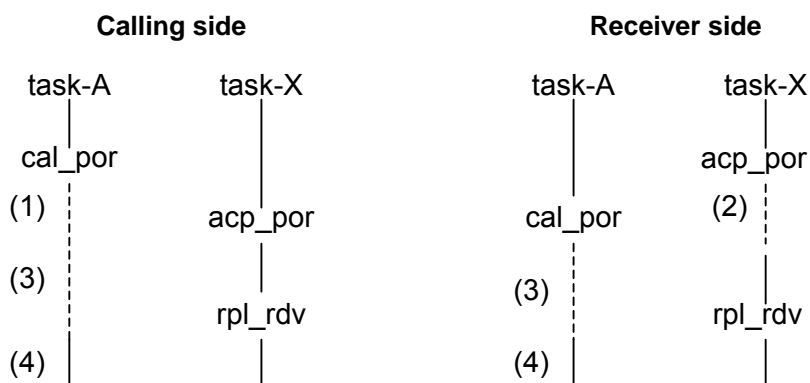 Calling side Receiver side
task-A task-X task-A task-X
cal_por acp_por
(1) (2)
acp_por cal_por
(3) (3)
rpl_rdv rpl_rdv
(4) (4)